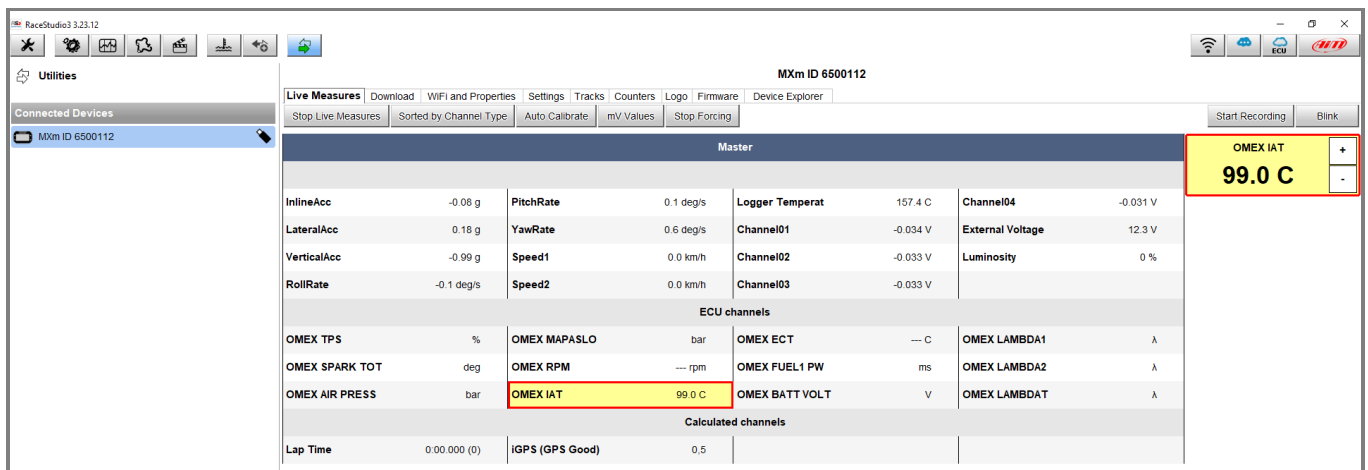 RaceStudio3 3.23.12
ECU
AiM
Utilities
MXm ID 6500112
Live Measures Download WiFi and Properties Settings Tracks Counters Logo Firmware Device Explorer
Connected Devices
Stop Live Measures Sorted by Channel Type Auto Calibrate mV Values Stop Forcing Start Recording Blink
MXm ID 6500112
Master
OMEX IAT +
99.0 C -
InlineAcc -0.08 g PitchRate 0.1 deg/s Logger Temperat 157.4 C Channel04 -0.031 V
LateralAcc 0.18 g YawRate 0.6 deg/s Channel01 -0.034 V External Voltage 12.3 V
VerticalAcc -0.99 g Speed1 0.0 km/h Channel02 -0.033 V Luminosity 0 %
RollRate -0.1 deg/s Speed2 0.0 km/h Channel03 -0.033 V
ECU channels
OMEX TPS % OMEX MAPASLO bar OMEX ECT --- C OMEX LAMBDA1 λ
OMEX SPARK TOT deg OMEX RPM --- rpm OMEX FUEL1 PW ms OMEX LAMBDA2 λ
OMEX AIR PRESS bar OMEX IAT 99.0 C OMEX BATT VOLT V OMEX LAMBDAT λ
Calculated channels
Lap Time 0:00.000 (0) iGPS (GPS Good) 0,5